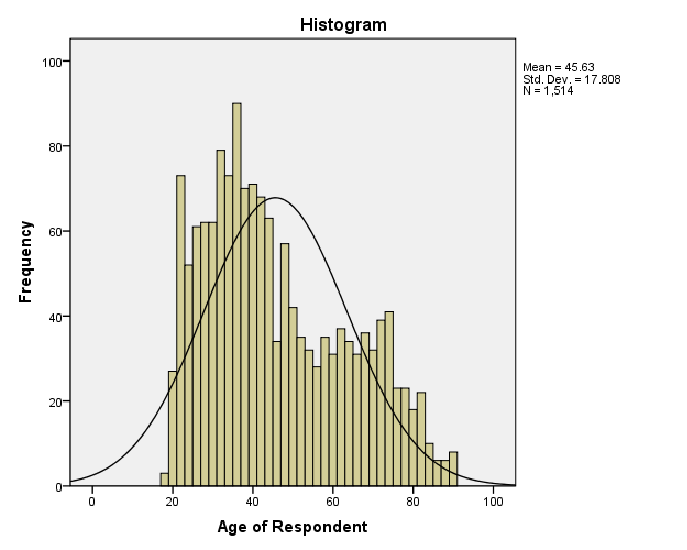 Histogram
Mean = 45.63
Std. Dev. = 17.808
N = 1,514
100
80
60
40
20
0
Frequency
0 20 40 60 80 100
Age of Respondent